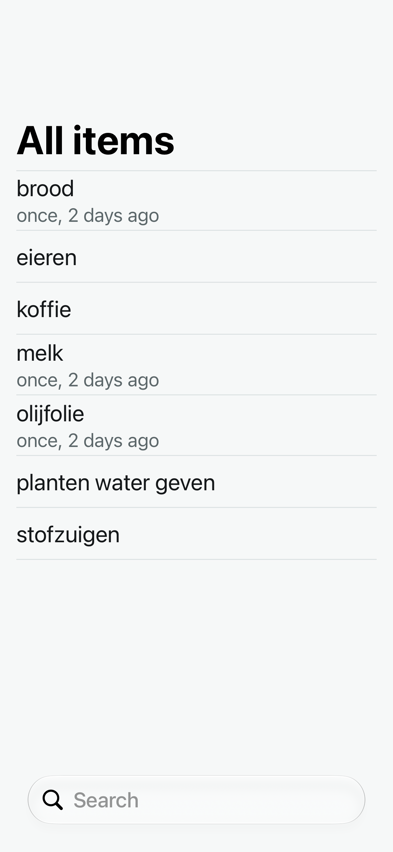 All items
brood
once, 2 days ago
eieren
koffie
melk
once, 2 days ago
olijfolie
once, 2 days ago
planten water geven
stofzuigen
Search